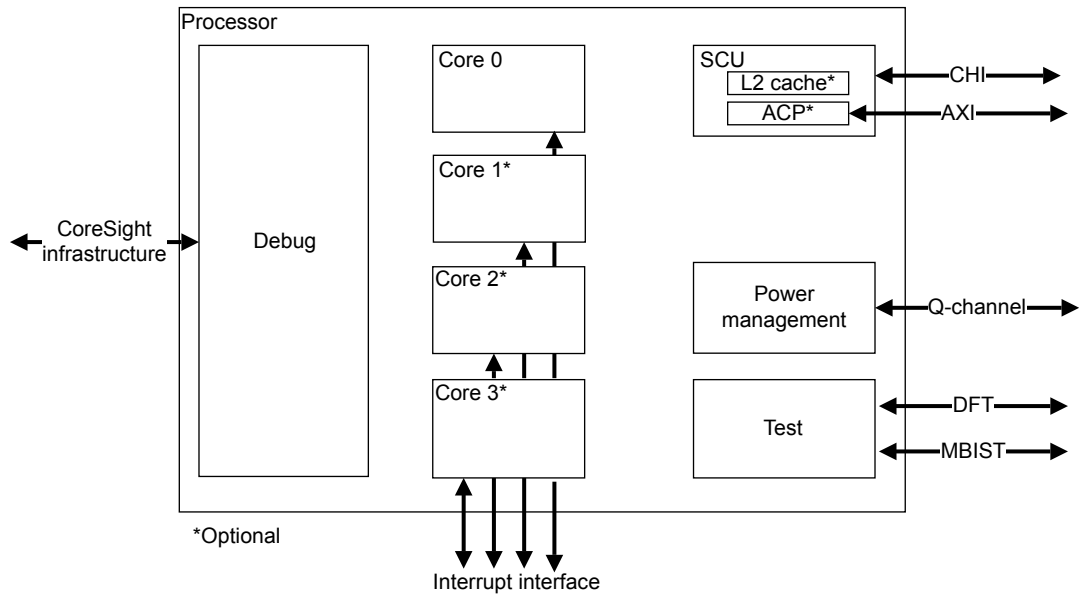 Processor
Core 0
SCU
L2 cache*
CHI
ACP*
AXI
Core 1*
CoreSight
infrastructure
Debug
Core 2*
Power
management
Q-channel
Core 3*
Test
DFT
MBIST
*Optional
Interrupt interface